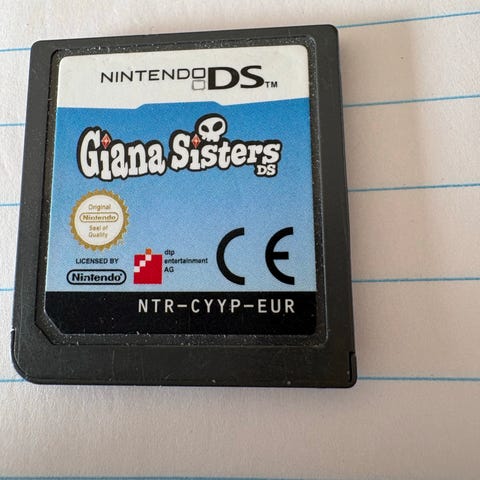 NINTENDO DS™
Giana Sisters
DS
Original
Nintendo
Seal of
Quality
LICENSED BY
Nintendo
dtp
entertainment
AG
CE
NTR-CYYP-EUR